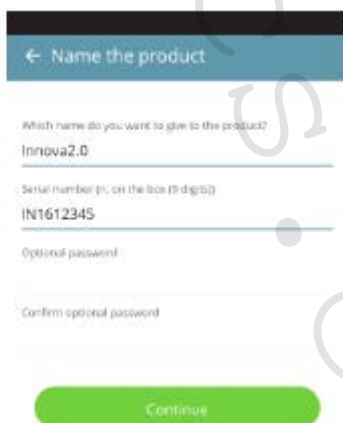 ← Name the product
Which name do you want to give to the product?
Innova2.0
Serial number (n. on the box (9 digits))
IN1612345
Optional password
Confirm optional password
Continue